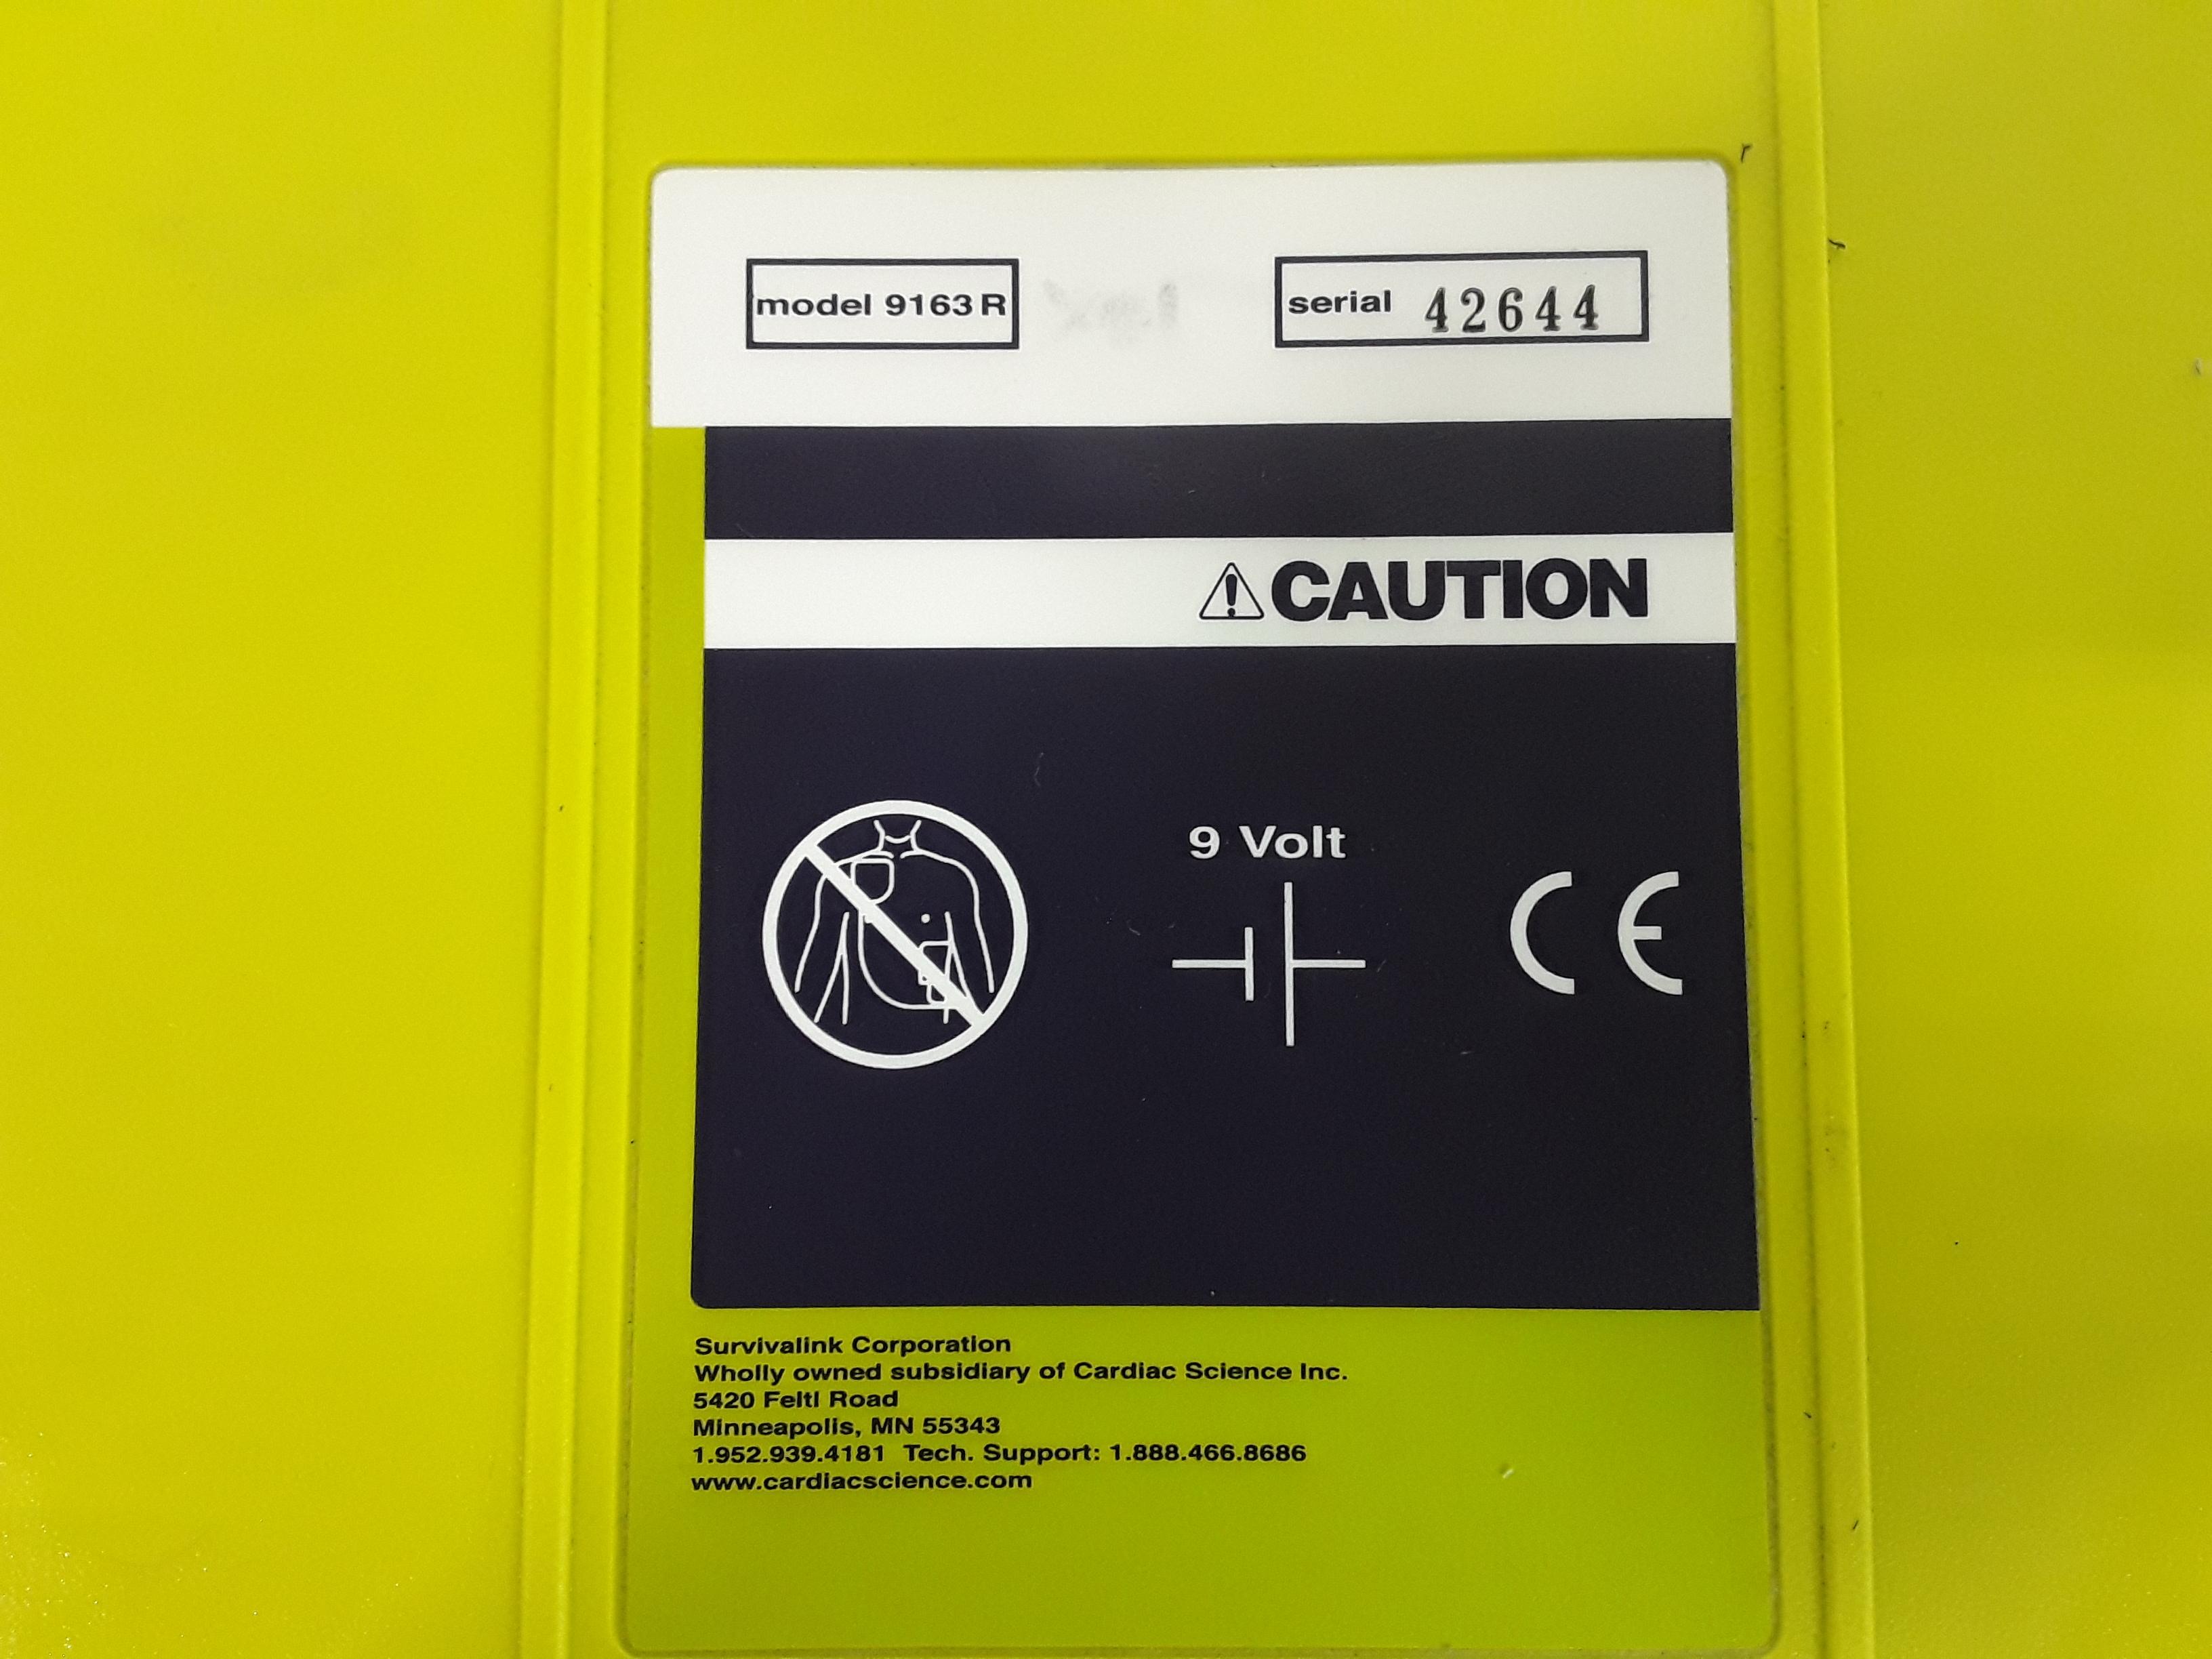 model 9163 R
serial 42644
CAUTION
9 Volt
CE
Survivalink Corporation
Wholly owned subsidiary of Cardiac Science Inc.
5420 Feltl Road
Minneapolis, MN 55343
1.952.939.4181 Tech. Support: 1.888.466.8686
www.cardiacscience.com